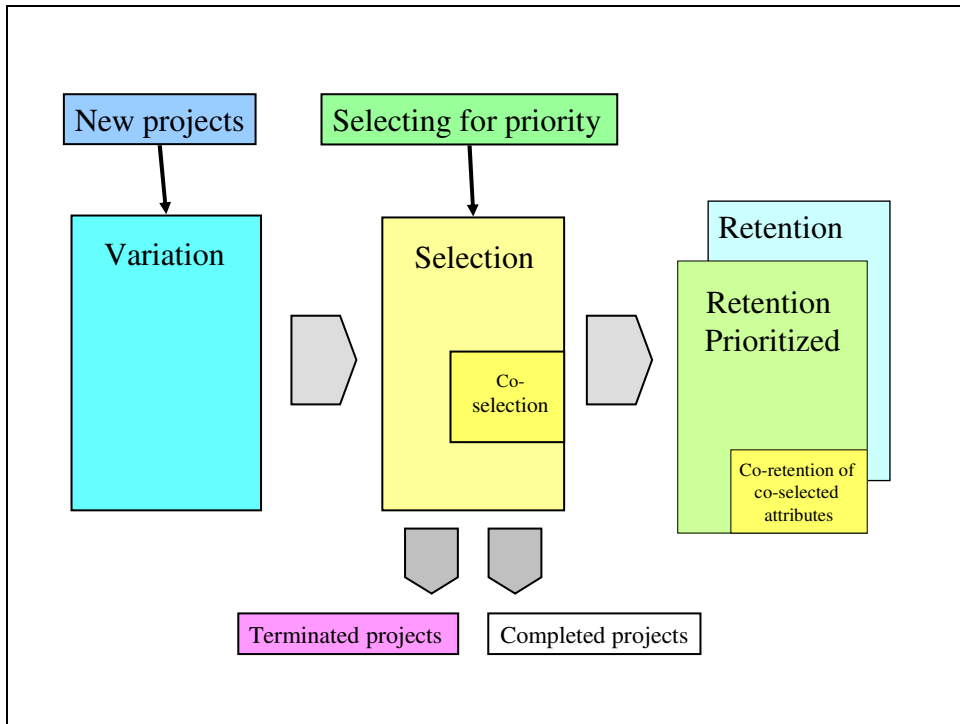 New projects
Selecting for priority
Variation
Selection
Retention
Retention
Prioritized
Co-
selection
Co-retention of
co-selected
attributes
Terminated projects
Completed projects